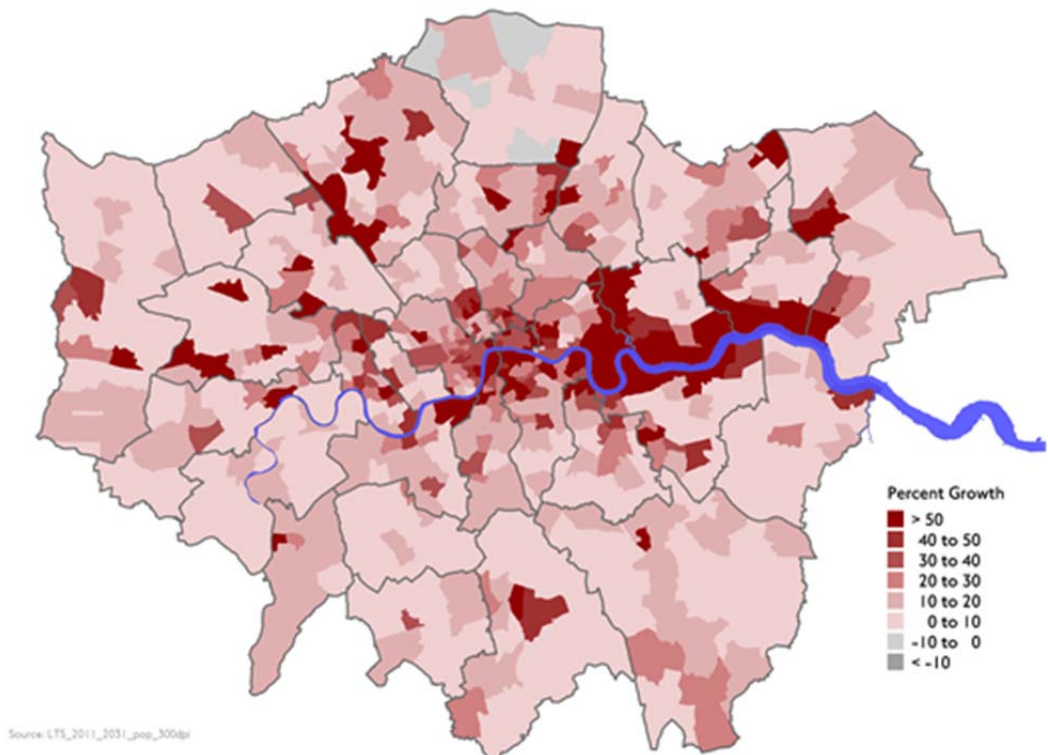 Percent Growth
> 50
40 to 50
30 to 40
20 to 30
10 to 20
0 to 10
-10 to 0
< -10
Source: LTS_2011_2031_pop_300dpi